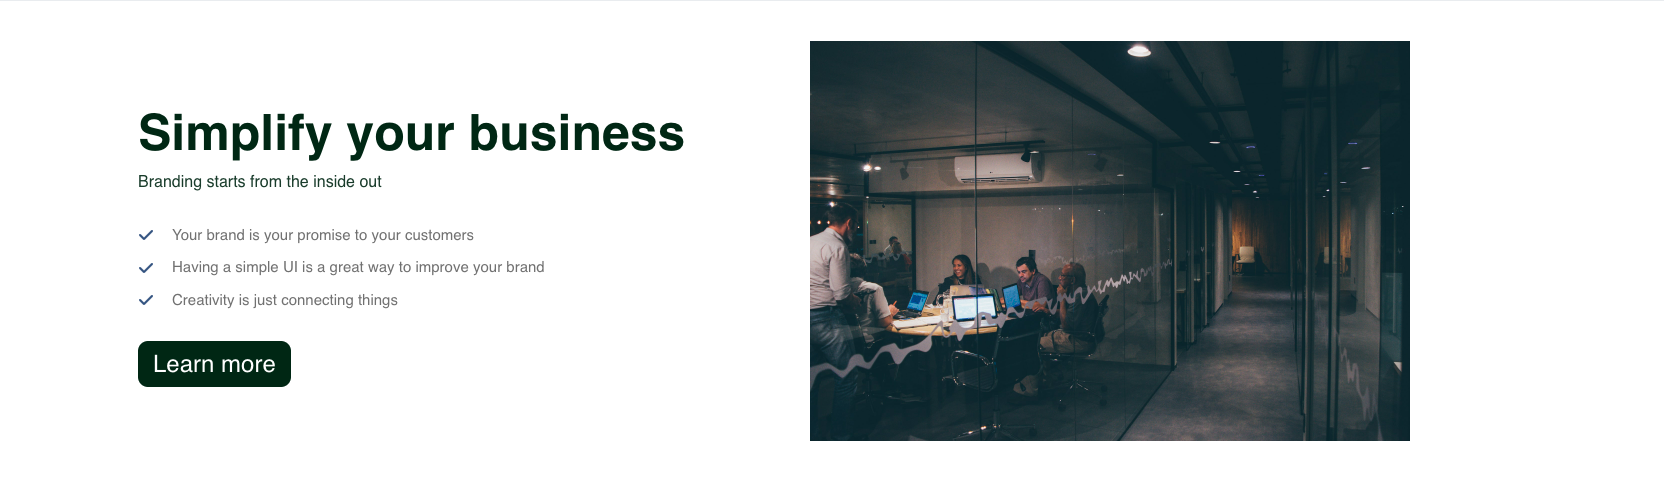 Simplify your business
Branding starts from the inside out
Your brand is your promise to your customers
Having a simple UI is a great way to improve your brand
Creativity is just connecting things
Learn more